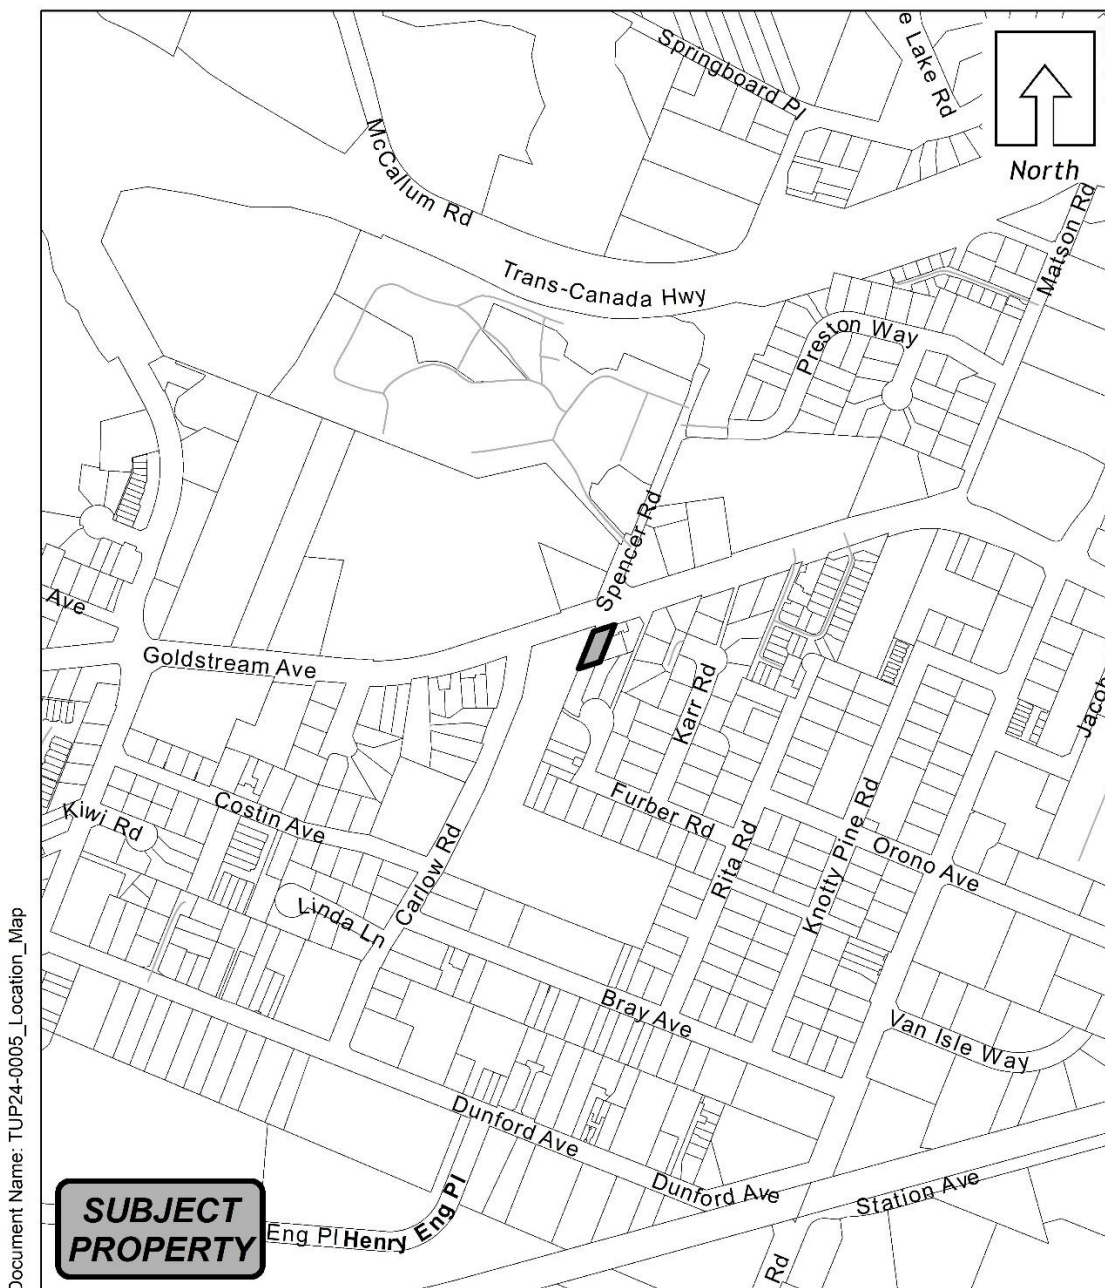 Springboard Pl
e Lake Rd
North
McCallum Rd
Matson Rd
Trans-Canada Hwy
Preston Way
Spencer Rd
Ave
Goldstream Ave
Karr Rd
Jacob
Costin Ave
Kiwi Rd
Furber Rd
Rita Rd
Knotty Pine Rd
Orono Ave
Carlow Rd
Linda Ln
Bray Ave
Van Isle Way
Dunford Ave
Dunford Ave
Station Ave
SUBJECT
PROPERTY
Eng Pl
Henry Eng Pl
Rd
Document Name: TUP24-0005_Location_Map